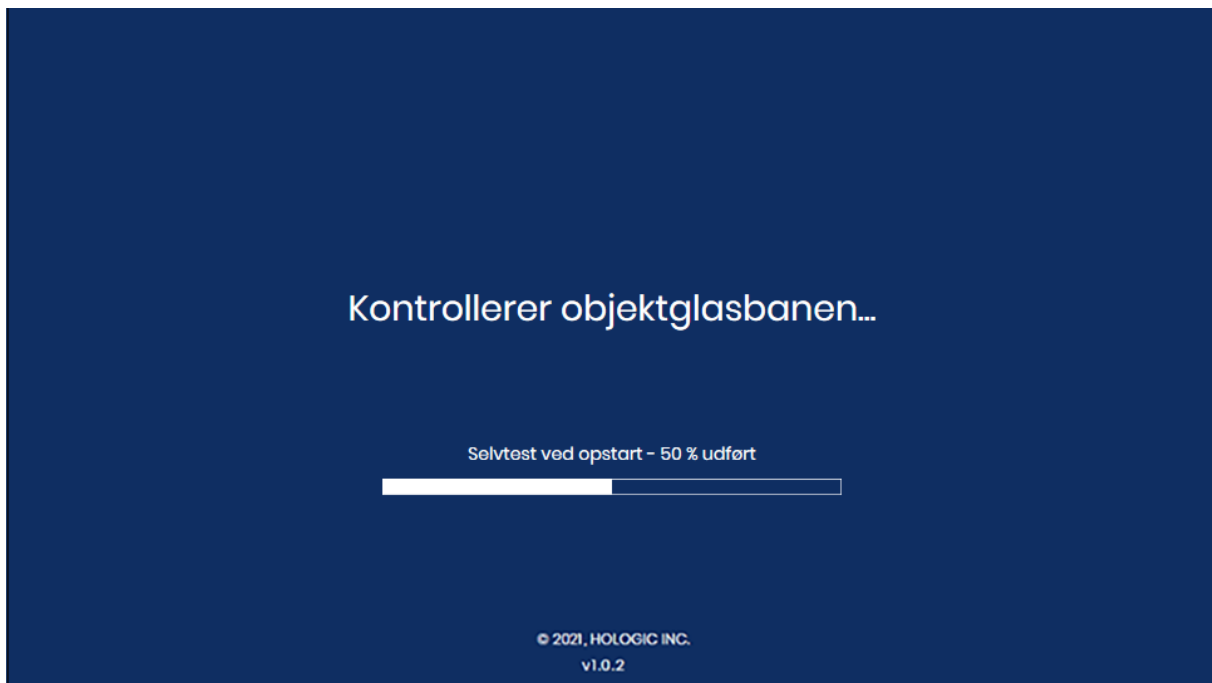 Kontrollerer objektglasbanen...
Selvtest ved opstart - 50 % udført
© 2021, HOLOGIC INC.
v1.0.2